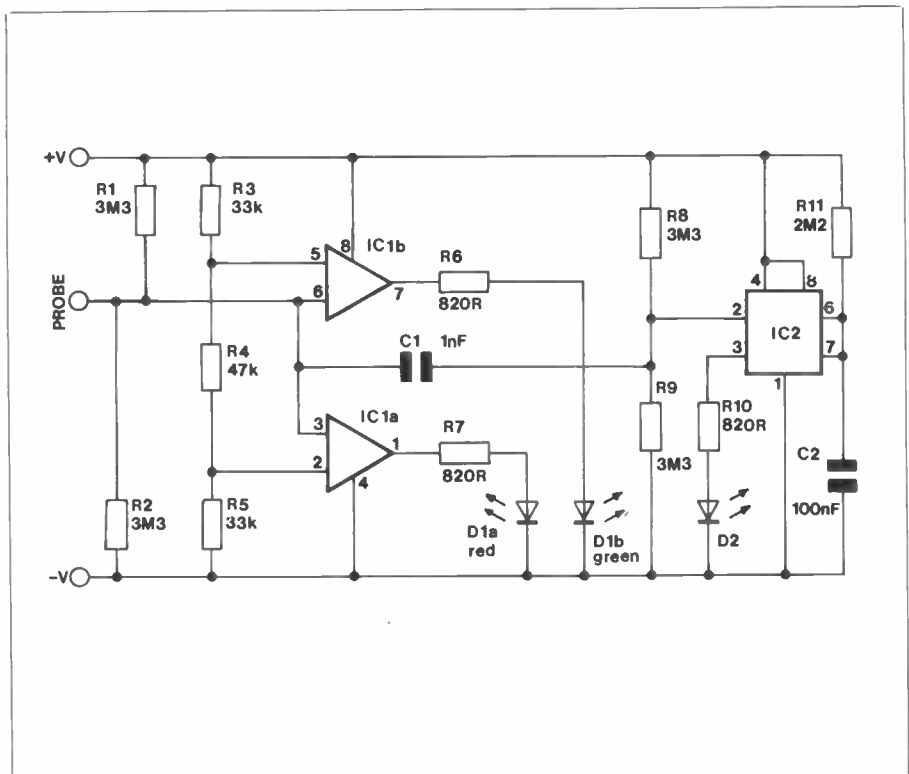 +V
R1
3M3
R3
33k
5
8
IC1b
6
7
R6
820R
PROBE
C1
1nF
R4
47k
IC1a
3
1
2
4
R7
820R
R2
3M3
R5
33k
D1a
red
D1b
green
-V
R8
3M3
R11
2M2
4
8
2
6
IC2
3
7
1
R10
820R
R9
3M3
C2
100nF
D2